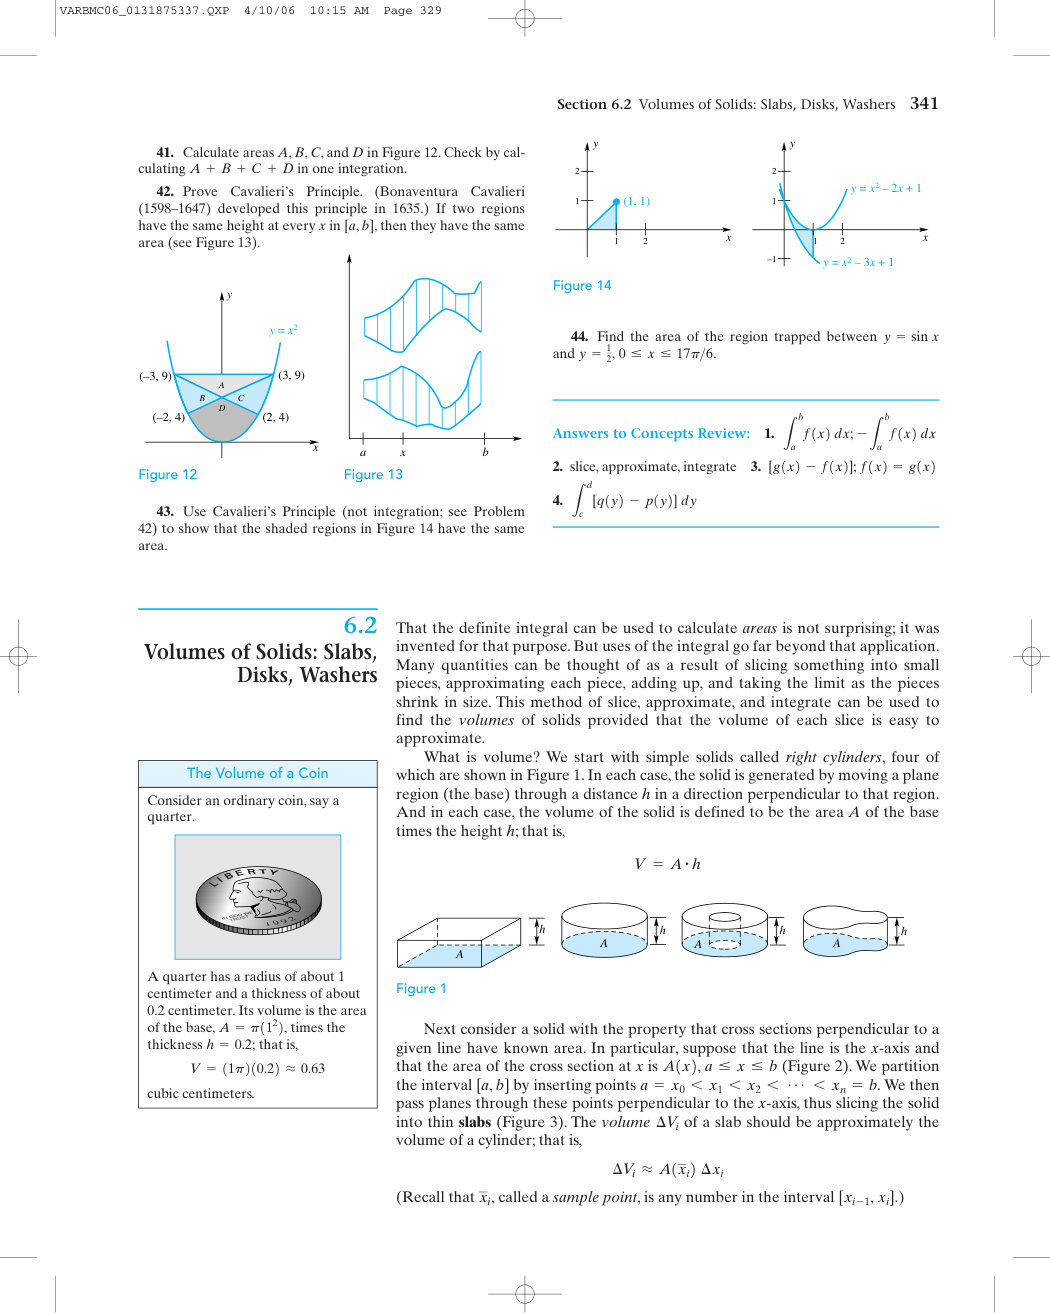 VARBMC06_0131875337.QXP 4/10/06 10:15 AM Page 329
Section 6.2 Volumes of Solids: Slabs, Disks, Washers 341
41. Calculate areas A, B, C, and D in Figure 12. Check by cal-
culating A + B + C + D in one integration.
42. Prove Cavalieri's Principle. (Bonaventura Cavalieri
(1598–1647) developed this principle in 1635.) If two regions
have the same height at every x in [a, b], then they have the same
area (see Figure 13).
y
y = x²
(–3, 9)
(3, 9)
A
B
C
D
(–2, 4)
(2, 4)
x
Figure 12
a
x
b
Figure 13
43. Use Cavalieri's Principle (not integration; see Problem
42) to show that the shaded regions in Figure 14 have the same
area.
y
2
1
(1, 1)
1
2
x
y
2
1
y = x² – 2x + 1
1
2
x
–1
y = x² – 3x + 1
Figure 14
44. Find the area of the region trapped between y = sin x
and y = ½, 0 ≤ x ≤ 17π/6.
Answers to Concepts Review: 1. ∫ₐᵇ f(x) dx; −∫ₐᵇ f(x) dx
2. slice, approximate, integrate 3. [g(x) − f(x)]; f(x) = g(x)
4. ∫_c^d [q(y) − p(y)] dy
6.2
Volumes of Solids: Slabs,
Disks, Washers
That the definite integral can be used to calculate areas is not surprising; it was
invented for that purpose. But uses of the integral go far beyond that application.
Many quantities can be thought of as a result of slicing something into small
pieces, approximating each piece, adding up, and taking the limit as the pieces
shrink in size. This method of slice, approximate, and integrate can be used to
find the volumes of solids provided that the volume of each slice is easy to
approximate.
What is volume? We start with simple solids called right cylinders, four of
which are shown in Figure 1. In each case, the solid is generated by moving a plane
region (the base) through a distance h in a direction perpendicular to that region.
And in each case, the volume of the solid is defined to be the area A of the base
times the height h; that is,
V = A · h
A
h
A
h
A
h
A
h
Figure 1
The Volume of a Coin
Consider an ordinary coin, say a
quarter.
LIBERTY
IN GOD WE
TRUST
1992
A quarter has a radius of about 1
centimeter and a thickness of about
0.2 centimeter. Its volume is the area
of the base, A = π(1²), times the
thickness h = 0.2; that is,
V = (1π)(0.2) ≈ 0.63
cubic centimeters.
Next consider a solid with the property that cross sections perpendicular to a
given line have known area. In particular, suppose that the line is the x-axis and
that the area of the cross section at x is A(x), a ≤ x ≤ b (Figure 2). We partition
the interval [a, b] by inserting points a = x₀ < x₁ < x₂ < ⋯ < xₙ = b. We then
pass planes through these points perpendicular to the x-axis, thus slicing the solid
into thin slabs (Figure 3). The volume ΔVᵢ of a slab should be approximately the
volume of a cylinder; that is,
ΔVᵢ ≈ A(x̄ᵢ) Δxᵢ
(Recall that x̄ᵢ, called a sample point, is any number in the interval [xᵢ₋₁, xᵢ].)